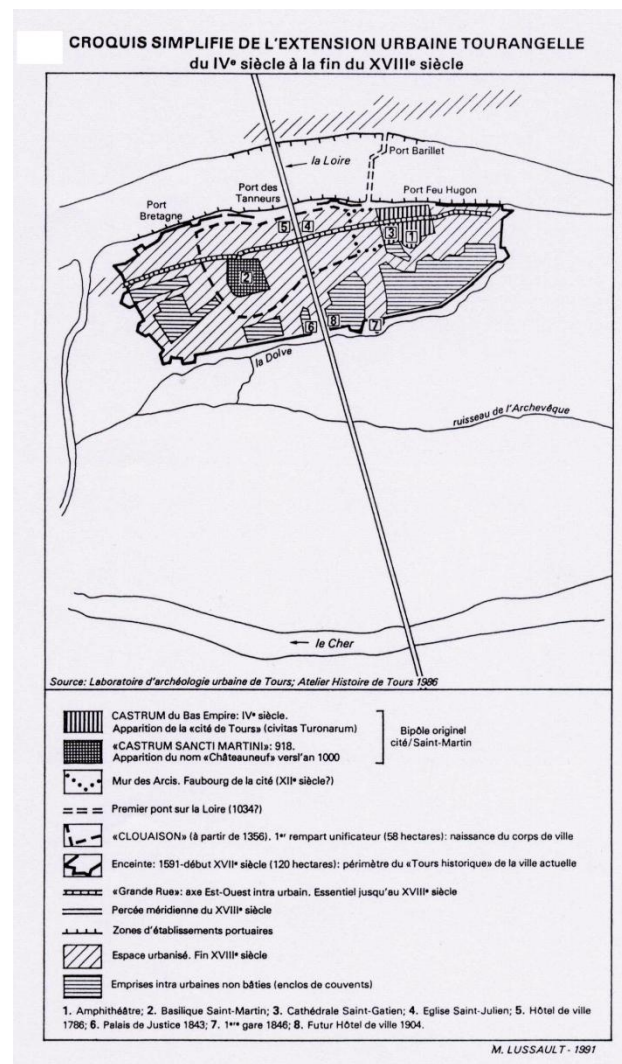 CROQUIS SIMPLIFIE DE L'EXTENSION URBAINE TOURANGELLE
du IVe siècle à la fin du XVIIIe siècle
Port Barillet
la Loire
Port des
Tanneurs
Port Feu Hugon
Port
Bretagne
5
4
3
1
2
6
8
7
la Dolve
ruisseau de l'Archevêque
le Cher
Source: Laboratoire d'archéologie urbaine de Tours; Atelier Histoire de Tours 1986
CASTRUM du Bas Empire: IVe siècle.
Apparition de la «cité de Tours» (civitas Turonarum)
«CASTRUM SANCTI MARTINI»: 918.
Apparition du nom «Châteauneuf» versl'an 1000
Bipôle originel
cité/Saint-Martin
Mur des Arcis. Faubourg de la cité (XIIe siècle?)
Premier pont sur la Loire (1034?)
«CLOUAISON» (à partir de 1356). 1er rempart unificateur (58 hectares): naissance du corps de ville
Enceinte: 1591-début XVIIe siècle (120 hectares): périmètre du «Tours historique» de la ville actuelle
«Grande Rue»: axe Est-Ouest intra urbain. Essentiel jusqu'au XVIIIe siècle
Percée méridienne du XVIIIe siècle
Zones d'établissements portuaires
Espace urbanisé. Fin XVIIIe siècle
Emprises intra urbaines non bâties (enclos de couvents)
1. Amphithéâtre; 2. Basilique Saint-Martin; 3. Cathédrale Saint-Gatien; 4. Eglise Saint-Julien; 5. Hôtel de ville
1786; 6. Palais de Justice 1843; 7. 1ere gare 1846; 8. Futur Hôtel de ville 1904.
M. LUSSAULT - 1991